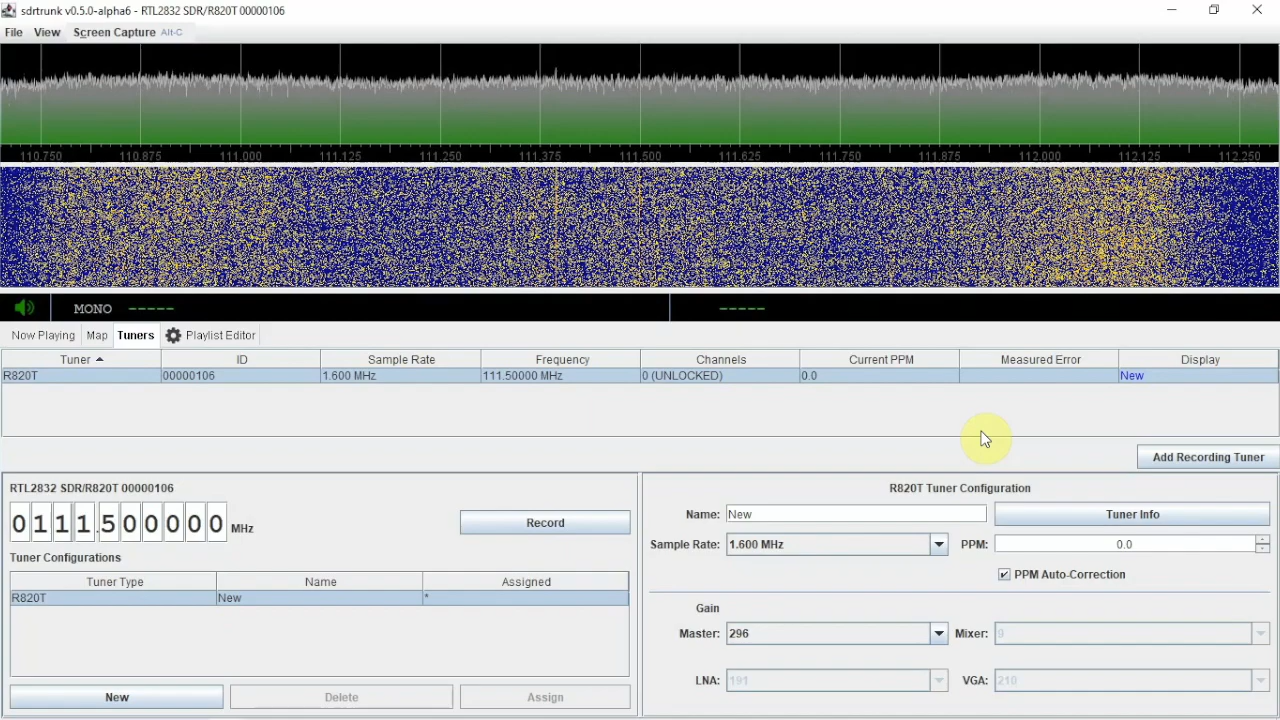 sdrtrunk v0.5.0-alpha6 - RTL2832 SDR/R820T 00000106
File View Screen Capture Alt-C
110.750 110.875 111.000 111.125 111.250 111.375 111.500 111.625 111.750 111.875 112.000 112.125 112.250
MONO ----- -----
Now Playing Map Tuners Playlist Editor
Tuner ID Sample Rate Frequency Channels Current PPM Measured Error Display
R820T 00000106 1.600 MHz 111.50000 MHz 0 (UNLOCKED) 0.0 New
Add Recording Tuner
RTL2832 SDR/R820T 00000106
0111.500000 MHz
Record
Tuner Configurations
Tuner Type Name Assigned
R820T New *
New Delete Assign
R820T Tuner Configuration
Name: New Tuner Info
Sample Rate: 1.600 MHz PPM: 0.0
PPM Auto-Correction
Gain
Master: 296 Mixer: 9
LNA: 191 VGA: 210